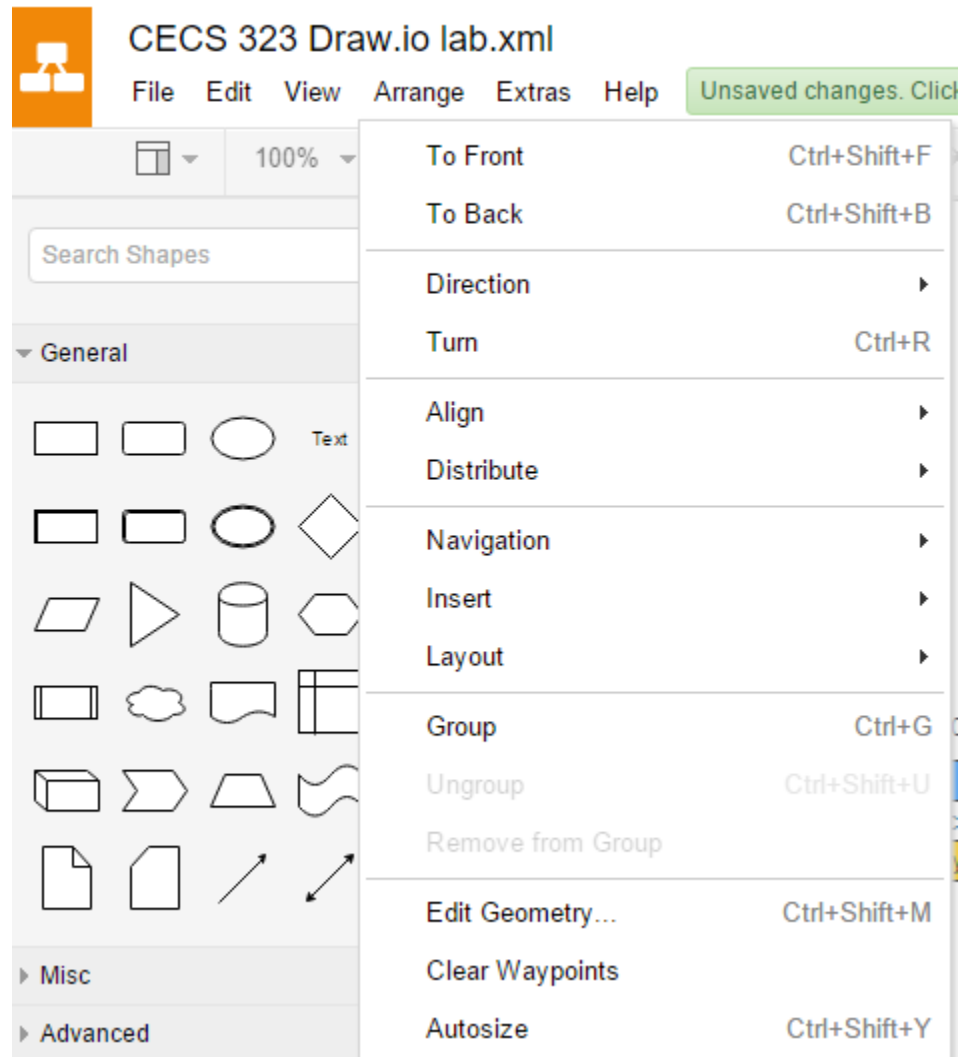 CECS 323 Draw.io lab.xml
File Edit View Arrange Extras Help Unsaved changes.
100%
Search Shapes
General
Text
Misc
Advanced
To Front Ctrl+Shift+F
To Back Ctrl+Shift+B
Direction
Turn Ctrl+R
Align
Distribute
Navigation
Insert
Layout
Group Ctrl+G
Ungroup Ctrl+Shift+U
Remove from Group
Edit Geometry... Ctrl+Shift+M
Clear Waypoints
Autosize Ctrl+Shift+Y